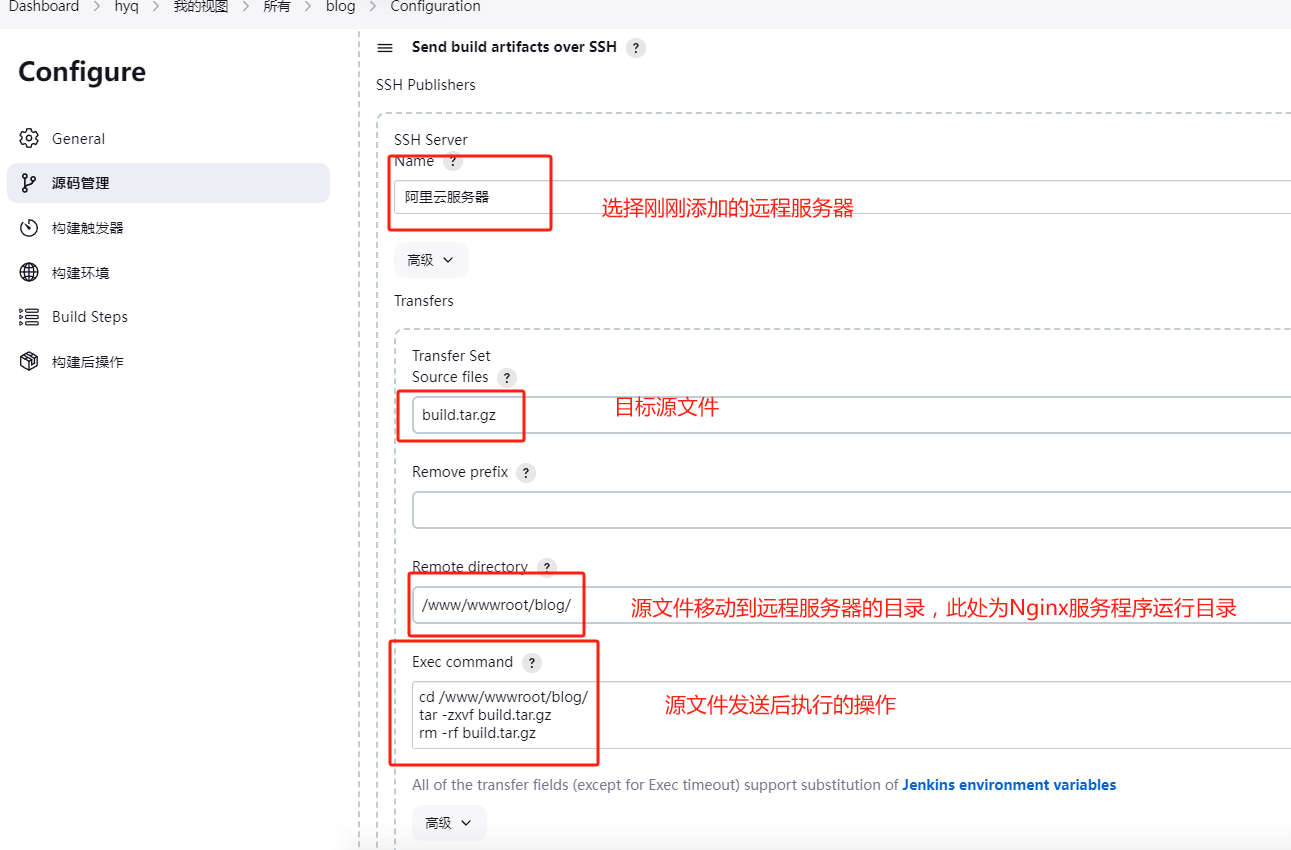 Dashboard > hyq > 我的视图 > 所有 > blog > Configuration
Configure
General
源码管理
构建触发器
构建环境
Build Steps
构建后操作
Send build artifacts over SSH ?
SSH Publishers
SSH Server
Name ?
阿里云服务器
选择刚刚添加的远程服务器
高级
Transfers
Transfer Set
Source files ?
build.tar.gz
目标源文件
Remove prefix ?
Remote directory ?
/www/wwwroot/blog/
源文件移动到远程服务器的目录，此处为Nginx服务程序运行目录
Exec command ?
cd /www/wwwroot/blog/
tar -zxvf build.tar.gz
rm -rf build.tar.gz
源文件发送后执行的操作
All of the transfer fields (except for Exec timeout) support substitution of Jenkins environment variables
高级